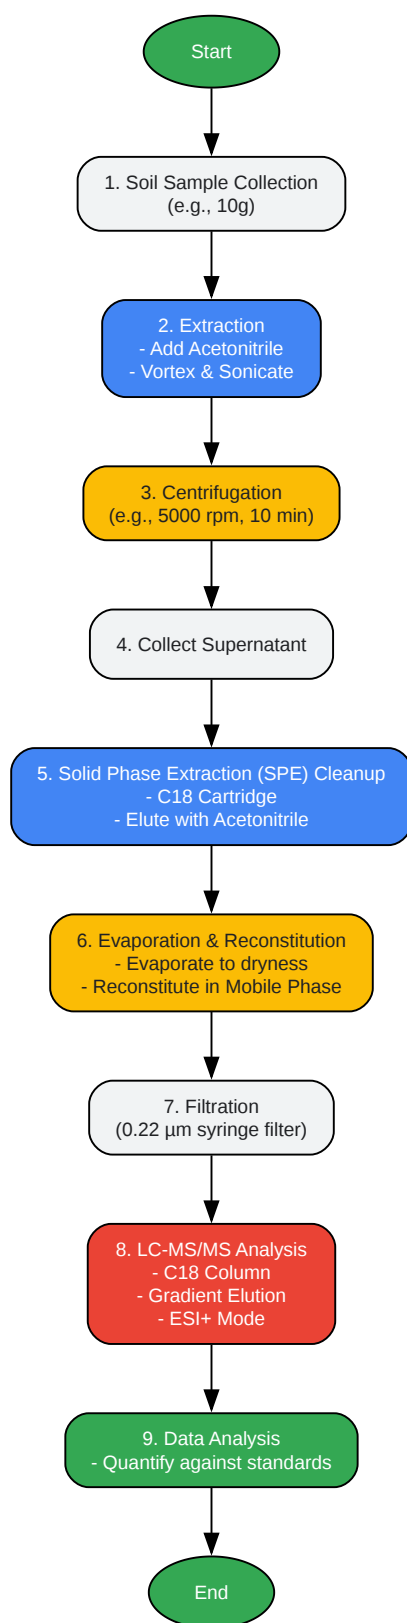 Start
1. Soil Sample Collection
(e.g., 10g)
2. Extraction
- Add Acetonitrile
- Vortex & Sonicate
3. Centrifugation
(e.g., 5000 rpm, 10 min)
4. Collect Supernatant
5. Solid Phase Extraction (SPE) Cleanup
- C18 Cartridge
- Elute with Acetonitrile
6. Evaporation & Reconstitution
- Evaporate to dryness
- Reconstitute in Mobile Phase
7. Filtration
(0.22 µm syringe filter)
8. LC-MS/MS Analysis
- C18 Column
- Gradient Elution
- ESI+ Mode
9. Data Analysis
- Quantify against standards
End